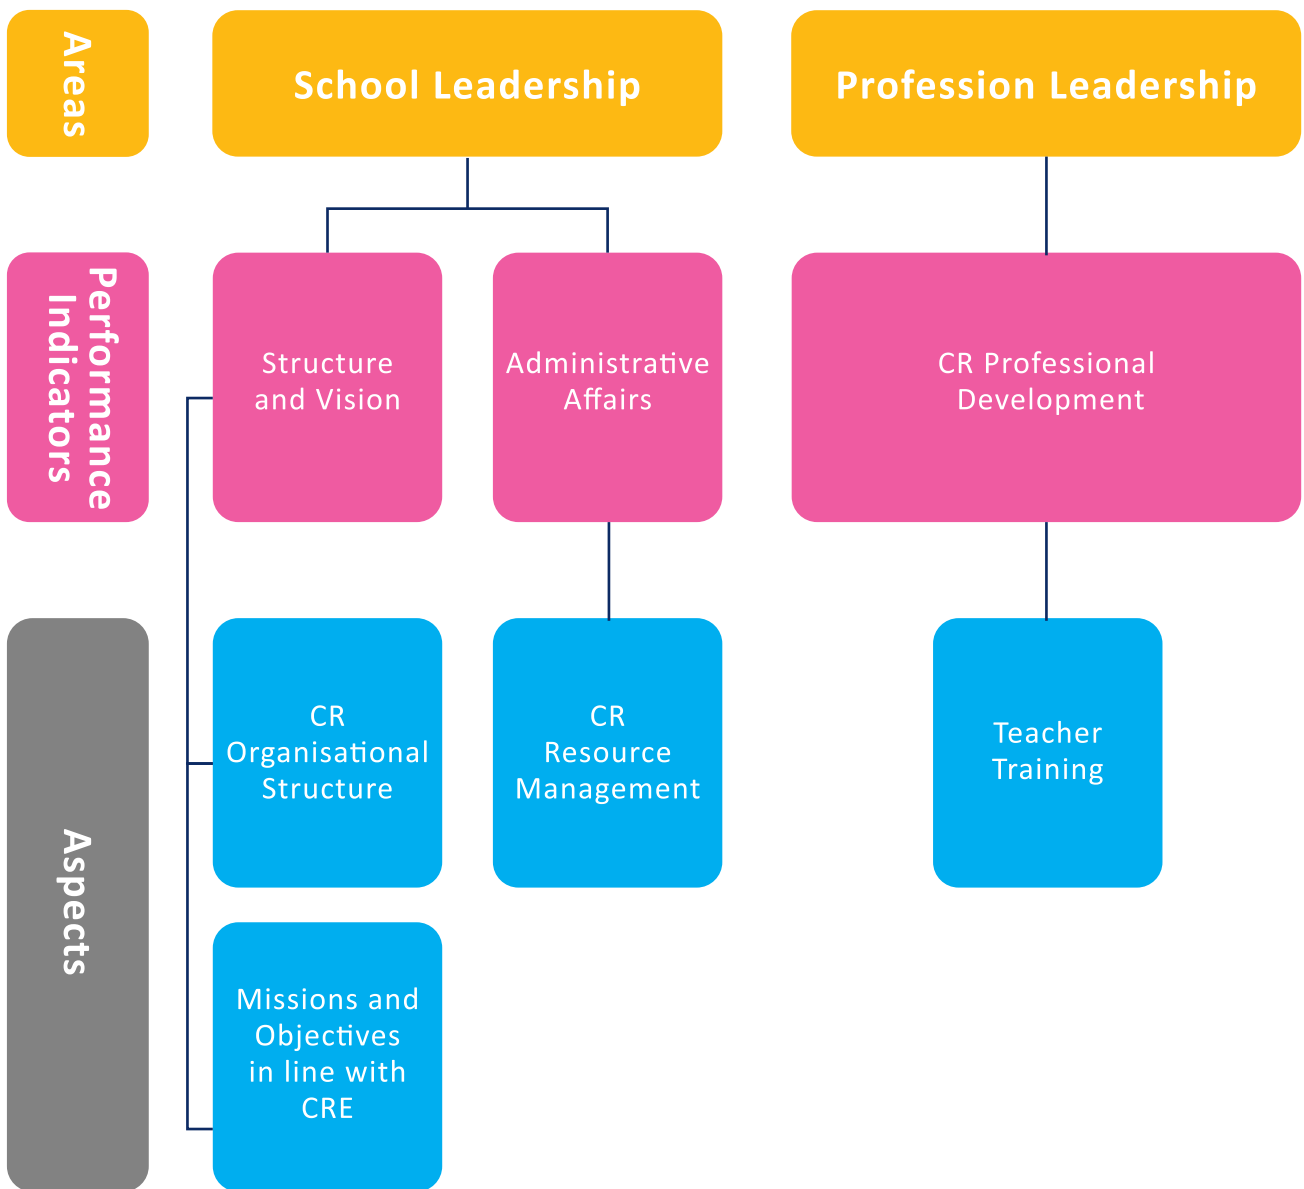 Areas
School Leadership
Profession Leadership
Performance
Indicators
Structure
and Vision
Administrative
Affairs
CR Professional
Development
Aspects
CR
Organisational
Structure
CR
Resource
Management
Teacher
Training
Missions and
Objectives
in line with
CRE